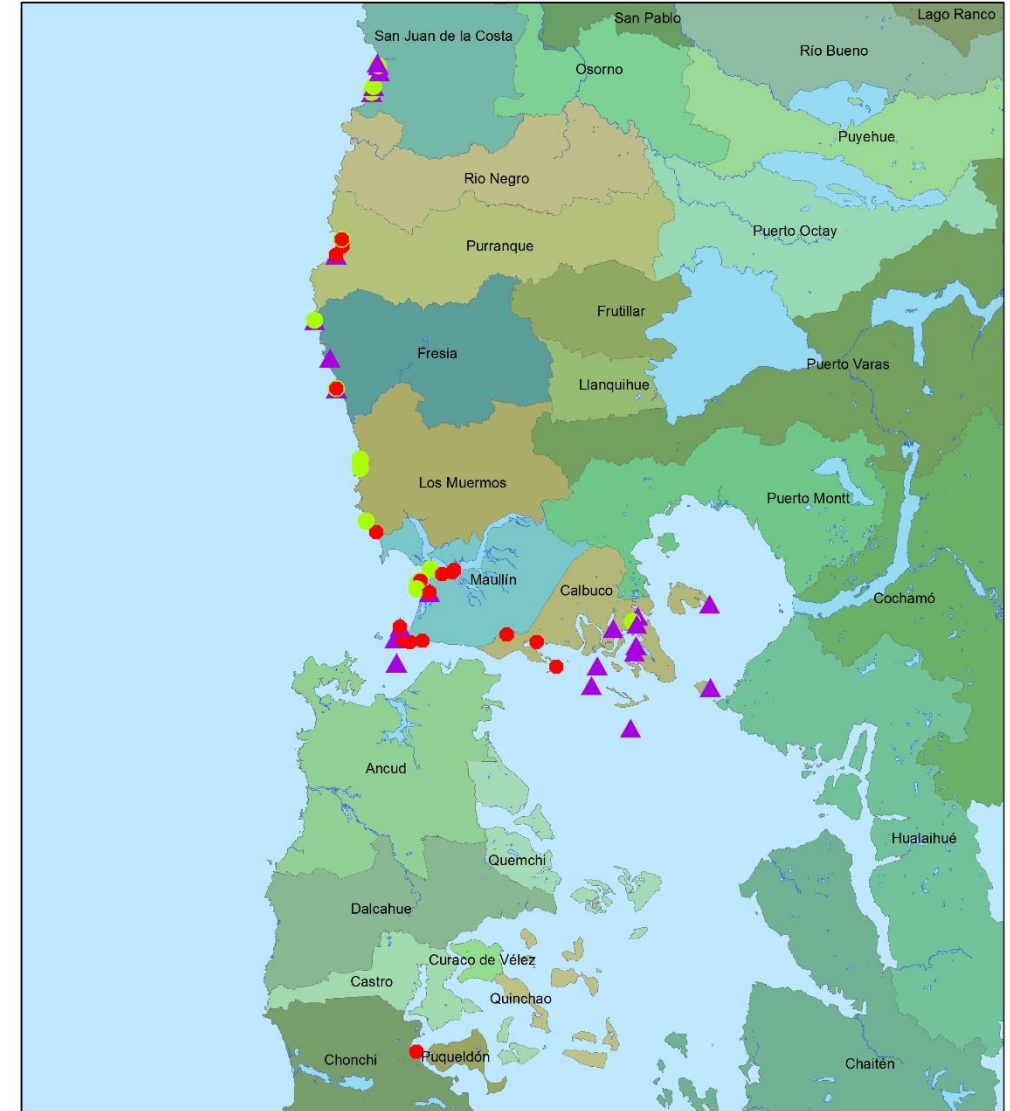 San Pablo
Lago Ranco
San Juan de la Costa
Río Bueno
Osorno
Puyehue
Rio Negro
Puerto Octay
Purranque
Frutillar
Fresia
Puerto Varas
Llanquihue
Los Muermos
Puerto Montt
Maullín
Calbuco
Cochamó
Ancud
Hualaihué
Quemchi
Dalcahue
Curaco de Vélez
Castro
Quinchao
Chonchi
Puqueldón
Chaitén